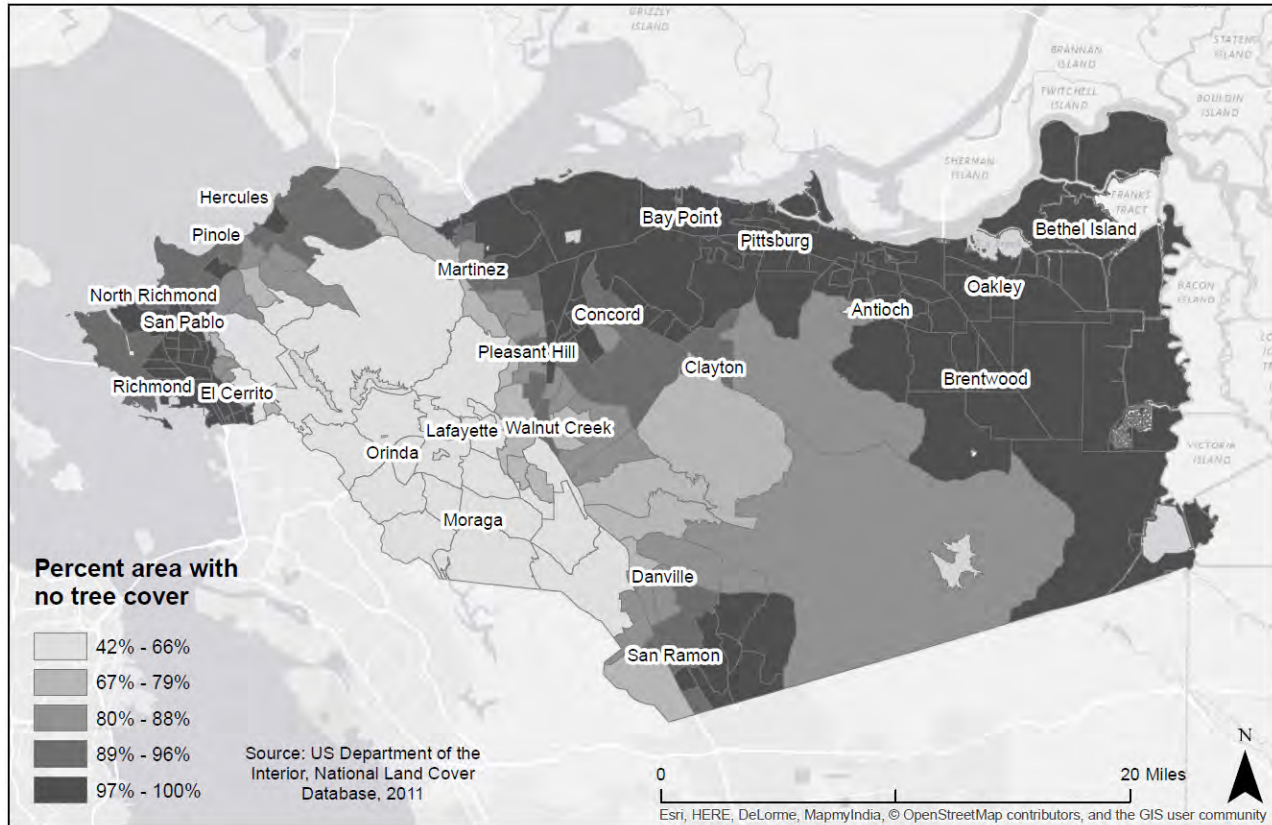 GRIZZLY
ISLAND
BRANNAN
ISLAND
STATEN
ISLAND
TWITCHELL
ISLAND
BOULDIN
ISLAND
SHERMAN
ISLAND
FRANKS
TRACT
Hercules
Bay Point
Bethel Island
Pinole
Pittsburg
Martinez
BACON
ISLAND
North Richmond
Oakley
San Pablo
Concord
Antioch
Pleasant Hill
Clayton
Richmond
El Cerrito
Brentwood
Lafayette
Walnut Creek
Orinda
VICTORIA
ISLAND
Moraga
Danville
San Ramon
Percent area with
no tree cover
42% - 66%
67% - 79%
80% - 88%
89% - 96%
97% - 100%
Source: US Department of the
Interior, National Land Cover
Database, 2011
N
0
20 Miles
Esri, HERE, DeLorme, MapmyIndia, © OpenStreetMap contributors, and the GIS user community